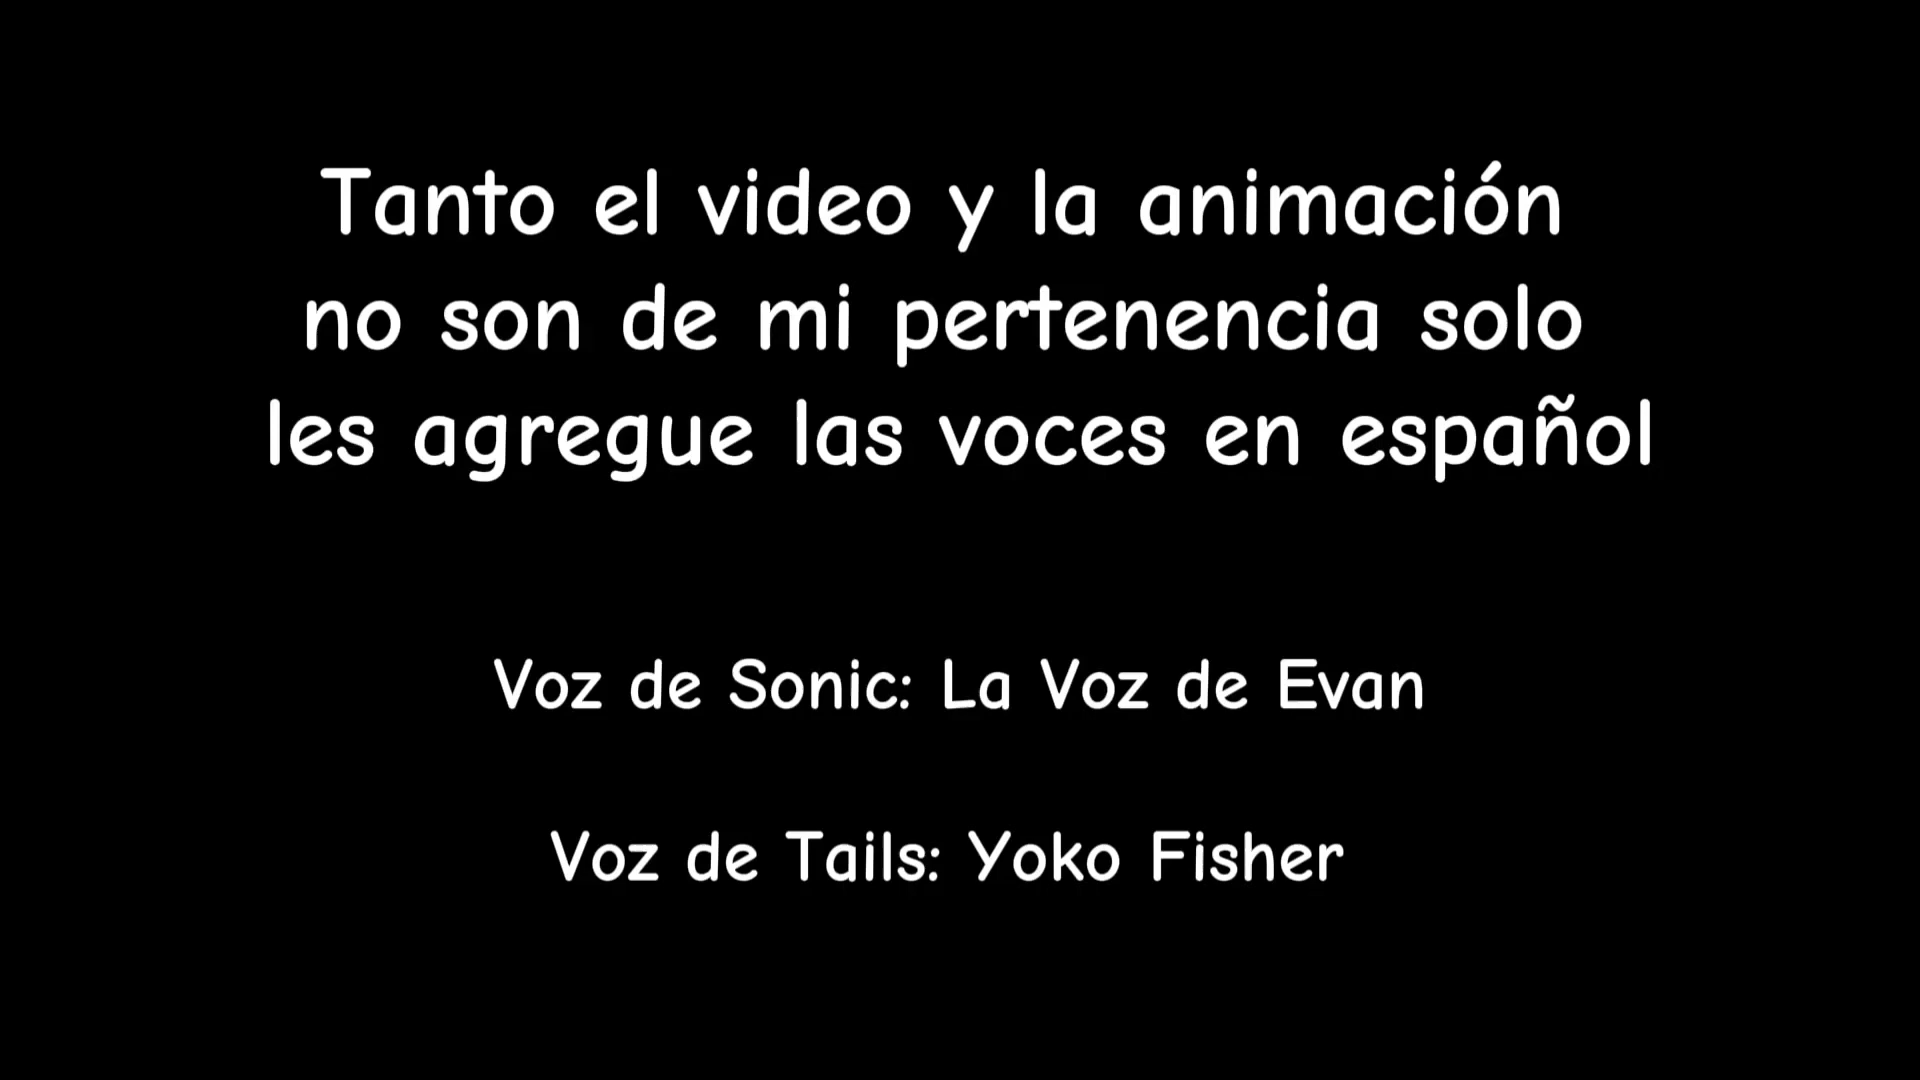 Tanto el video y la animación
no son de mi pertenencia solo
les agregue las voces en español
Voz de Sonic: La Voz de Evan
Voz de Tails: Yoko Fisher